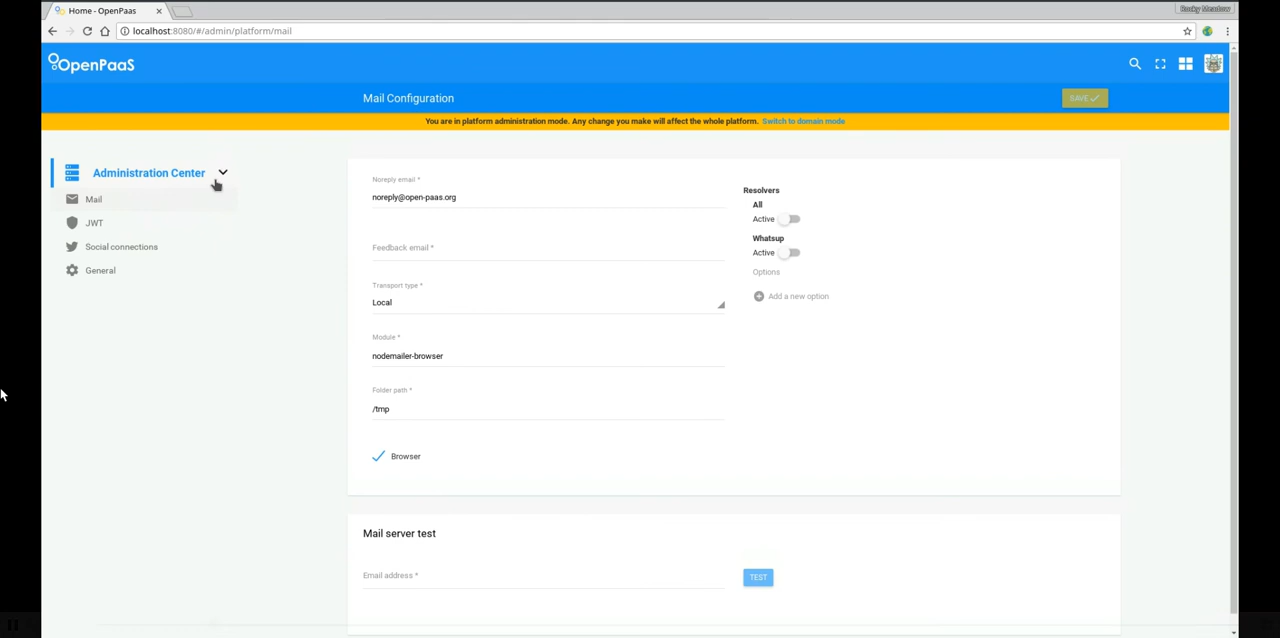 Home - OpenPaas
Rocky Meadow
localhost:8080/#/admin/platform/mail
OpenPaaS
Mail Configuration
SAVE
You are in platform administration mode. Any change you make will affect the whole platform. Switch to domain mode
Administration Center
Mail
JWT
Social connections
General
Noreply email *
noreply@open-paas.org
Feedback email *
Transport type *
Local
Module *
nodemailer-browser
Folder path *
/tmp
Browser
Resolvers
All
Active
Whatsup
Active
Options
Add a new option
Mail server test
Email address *
TEST